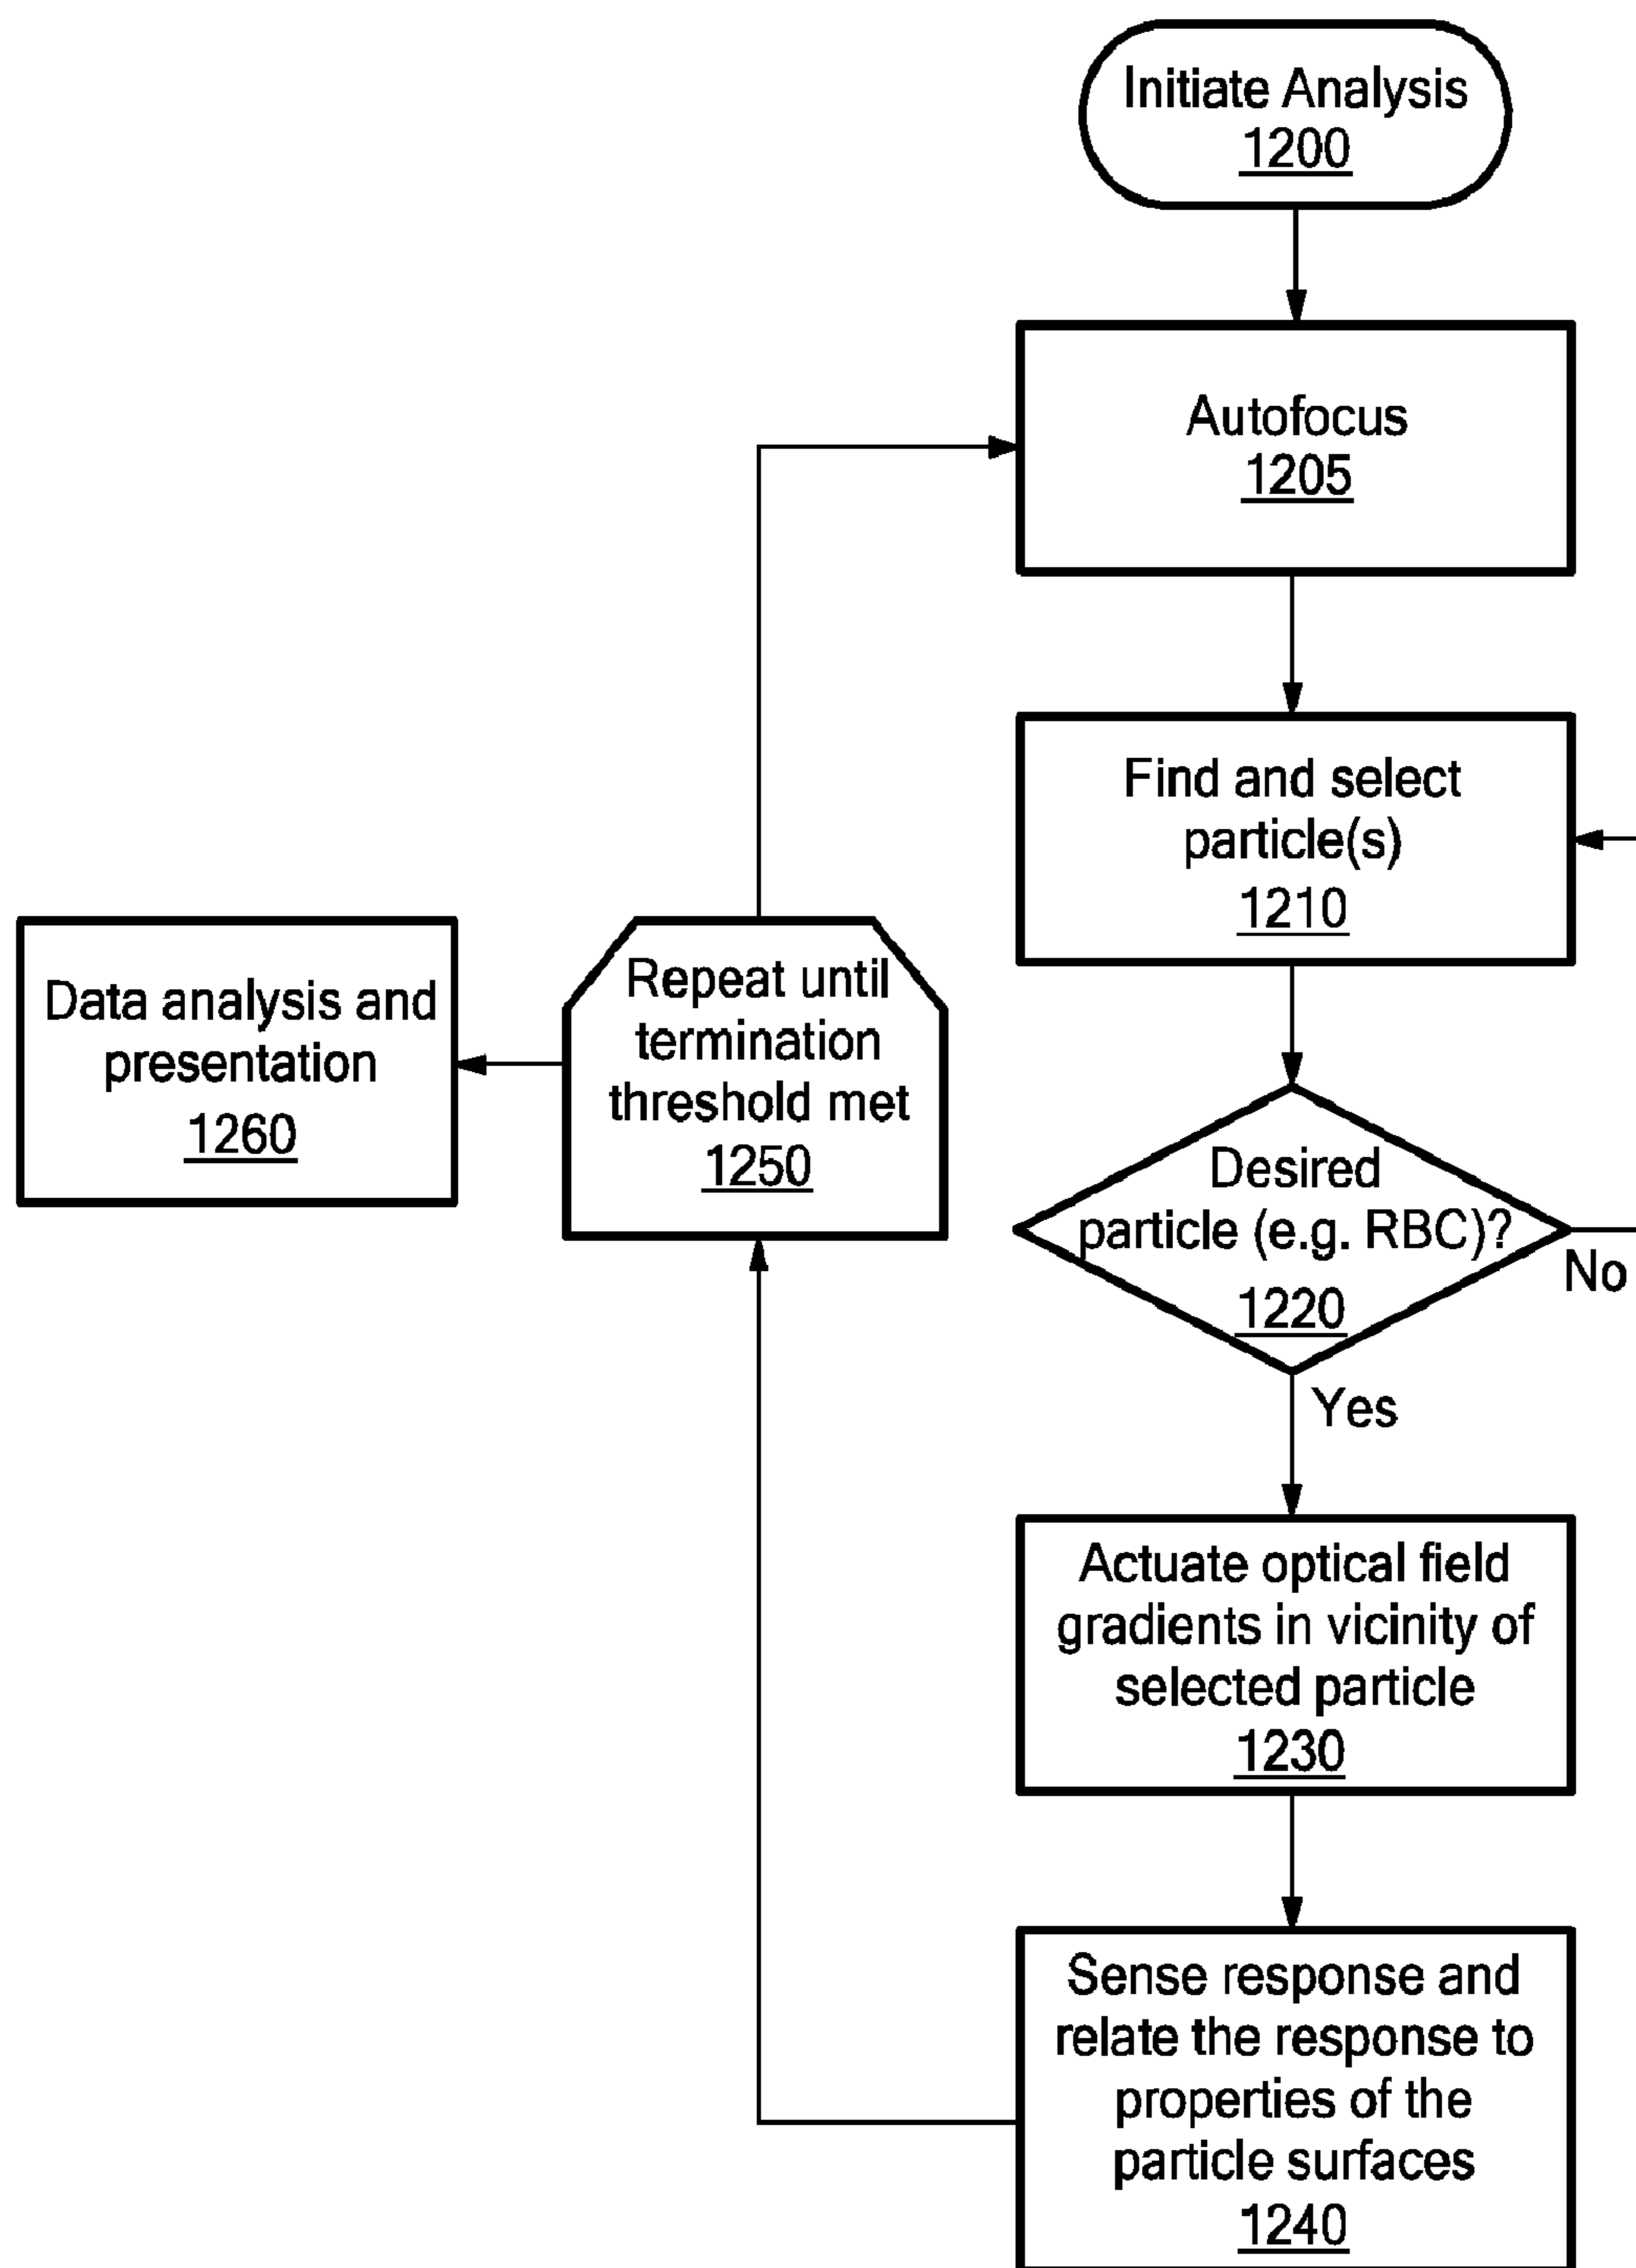 Initiate Analysis
1200
Autofocus
1205
Find and select
particle(s)
1210
Desired
particle (e.g. RBC)?
1220
No
Yes
Actuate optical field
gradients in vicinity of
selected particle
1230
Sense response and
relate the response to
properties of the
particle surfaces
1240
Repeat until
termination
threshold met
1250
Data analysis and
presentation
1260